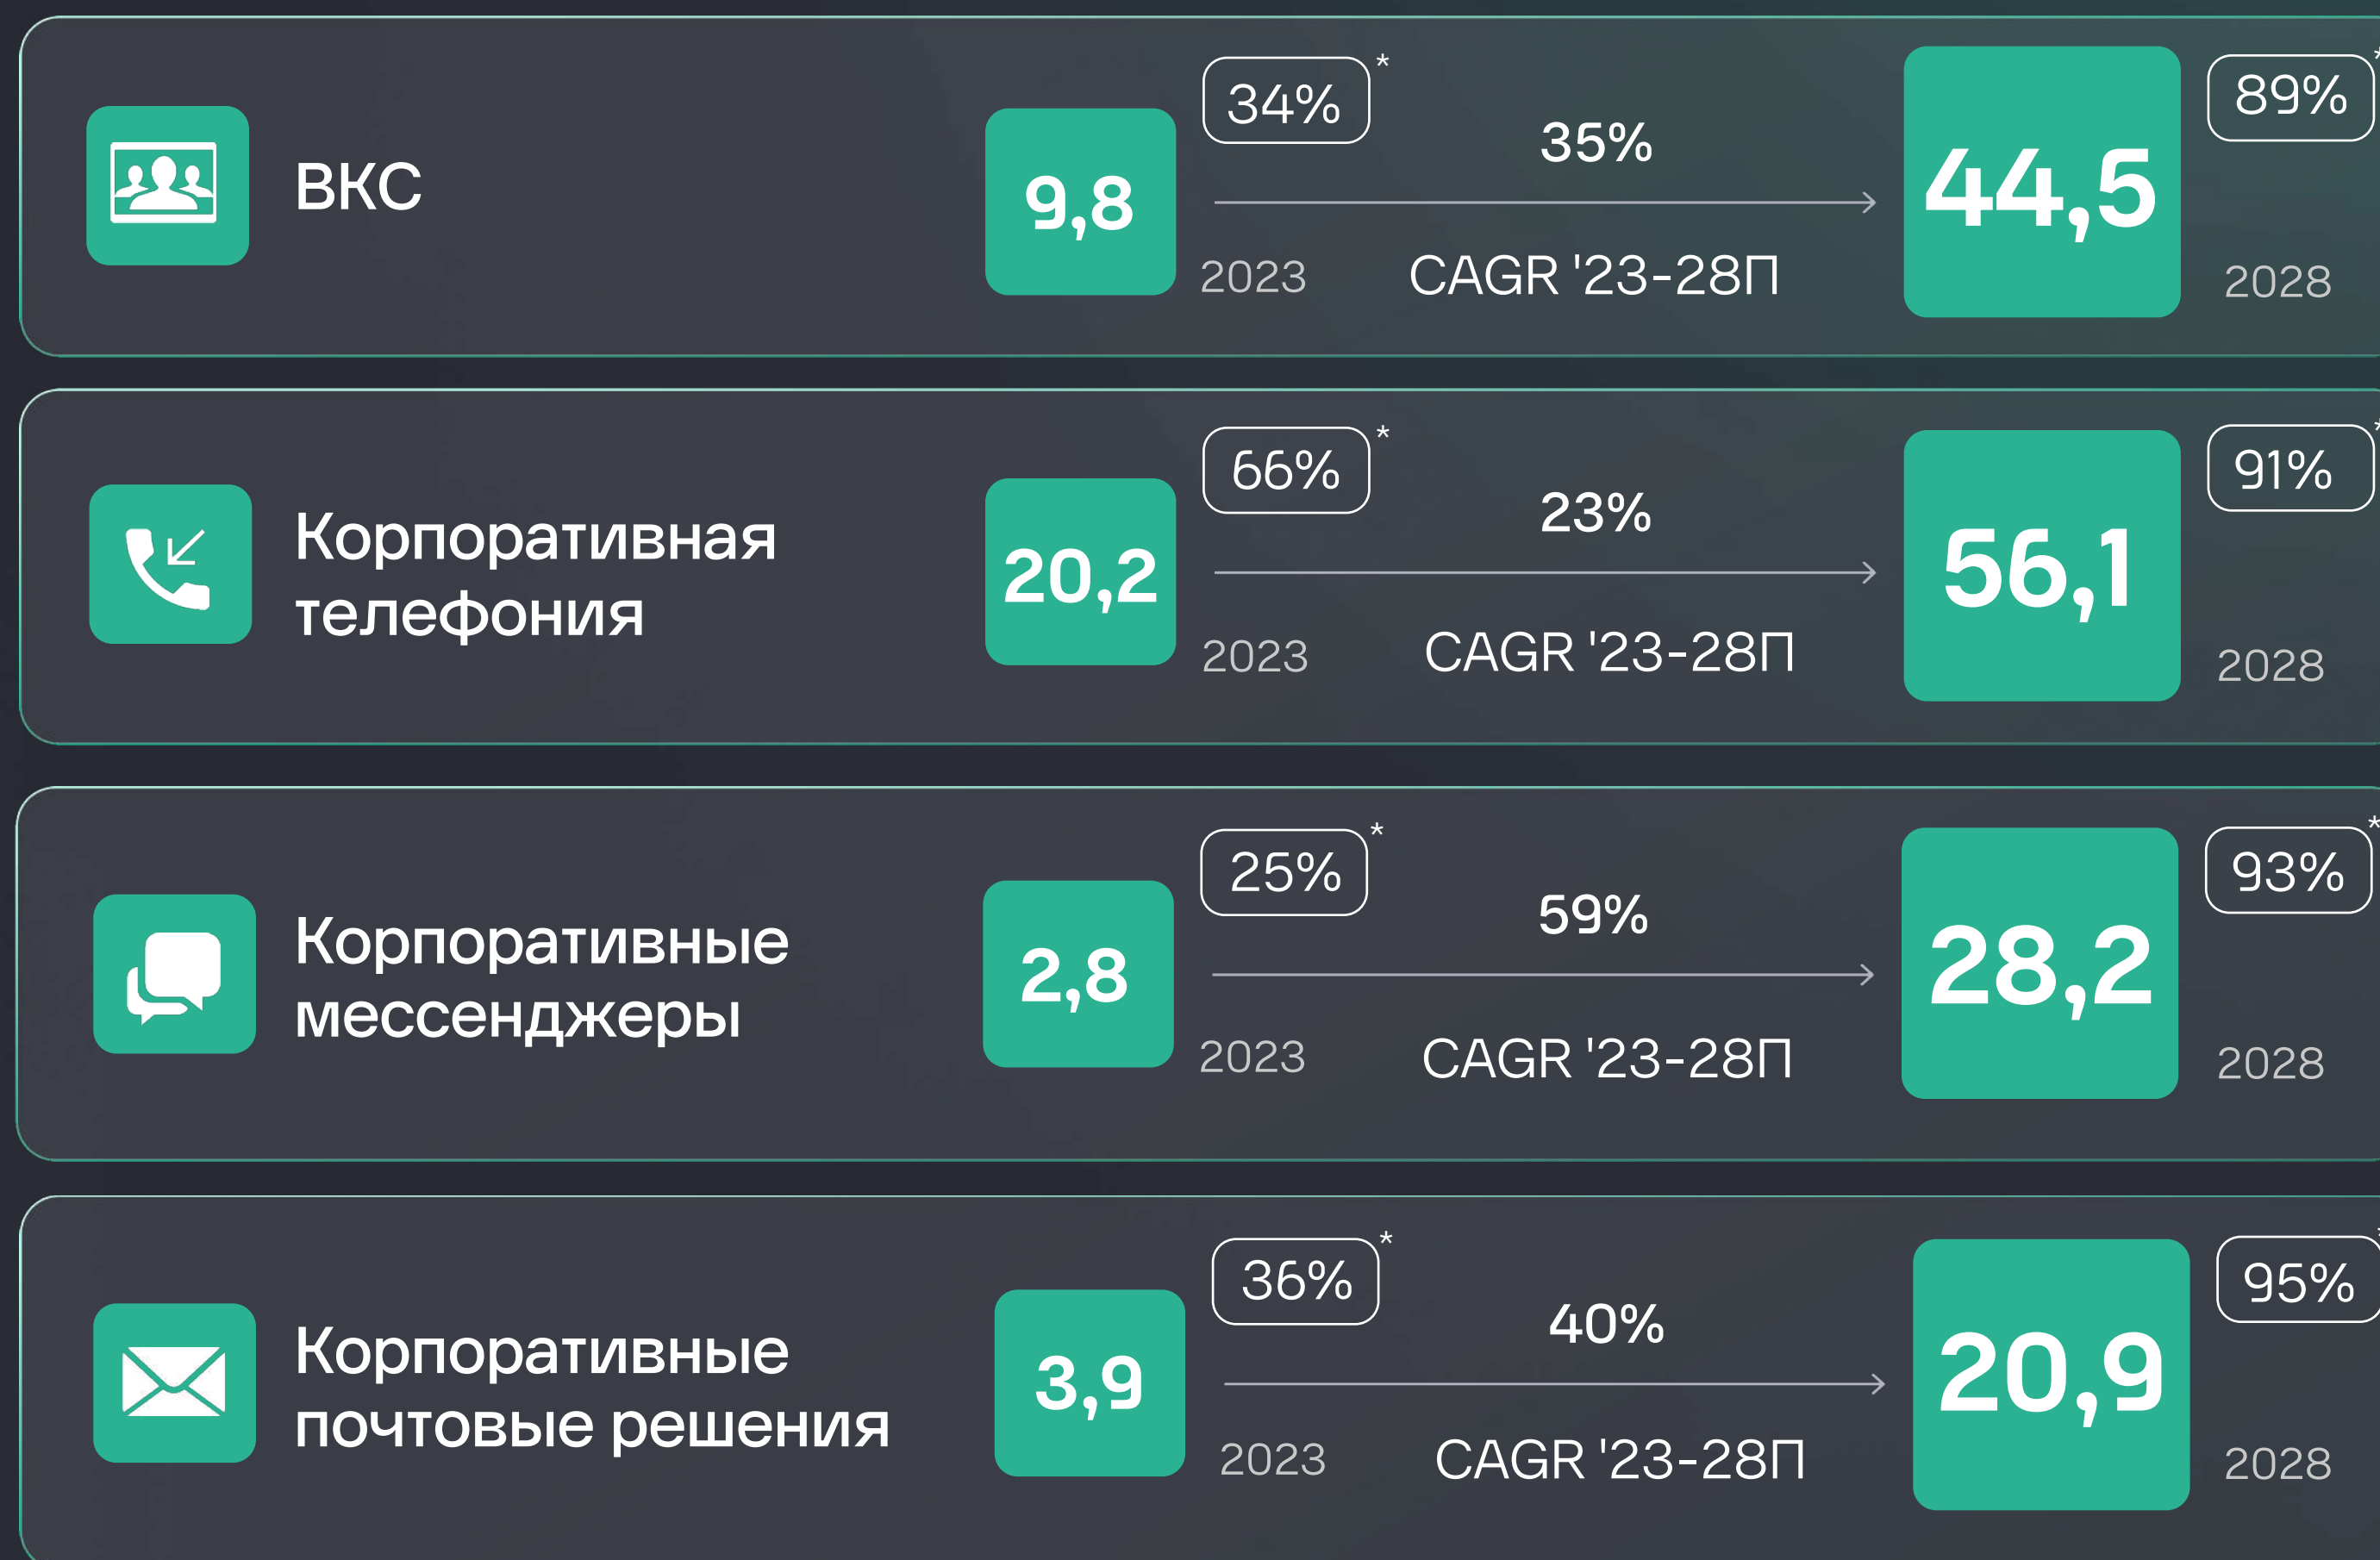 ВКС
9,8
34%*
2023
35%
CAGR '23-28П
44,5
89%*
2028
Корпоративная
телефония
20,2
66%*
2023
23%
CAGR '23-28П
56,1
91%*
2028
Корпоративные
мессенджеры
2,8
25%*
2023
59%
CAGR '23-28П
28,2
93%*
2028
Корпоративные
почтовые решения
3,9
36%*
2023
40%
CAGR '23-28П
20,9
95%*
2028